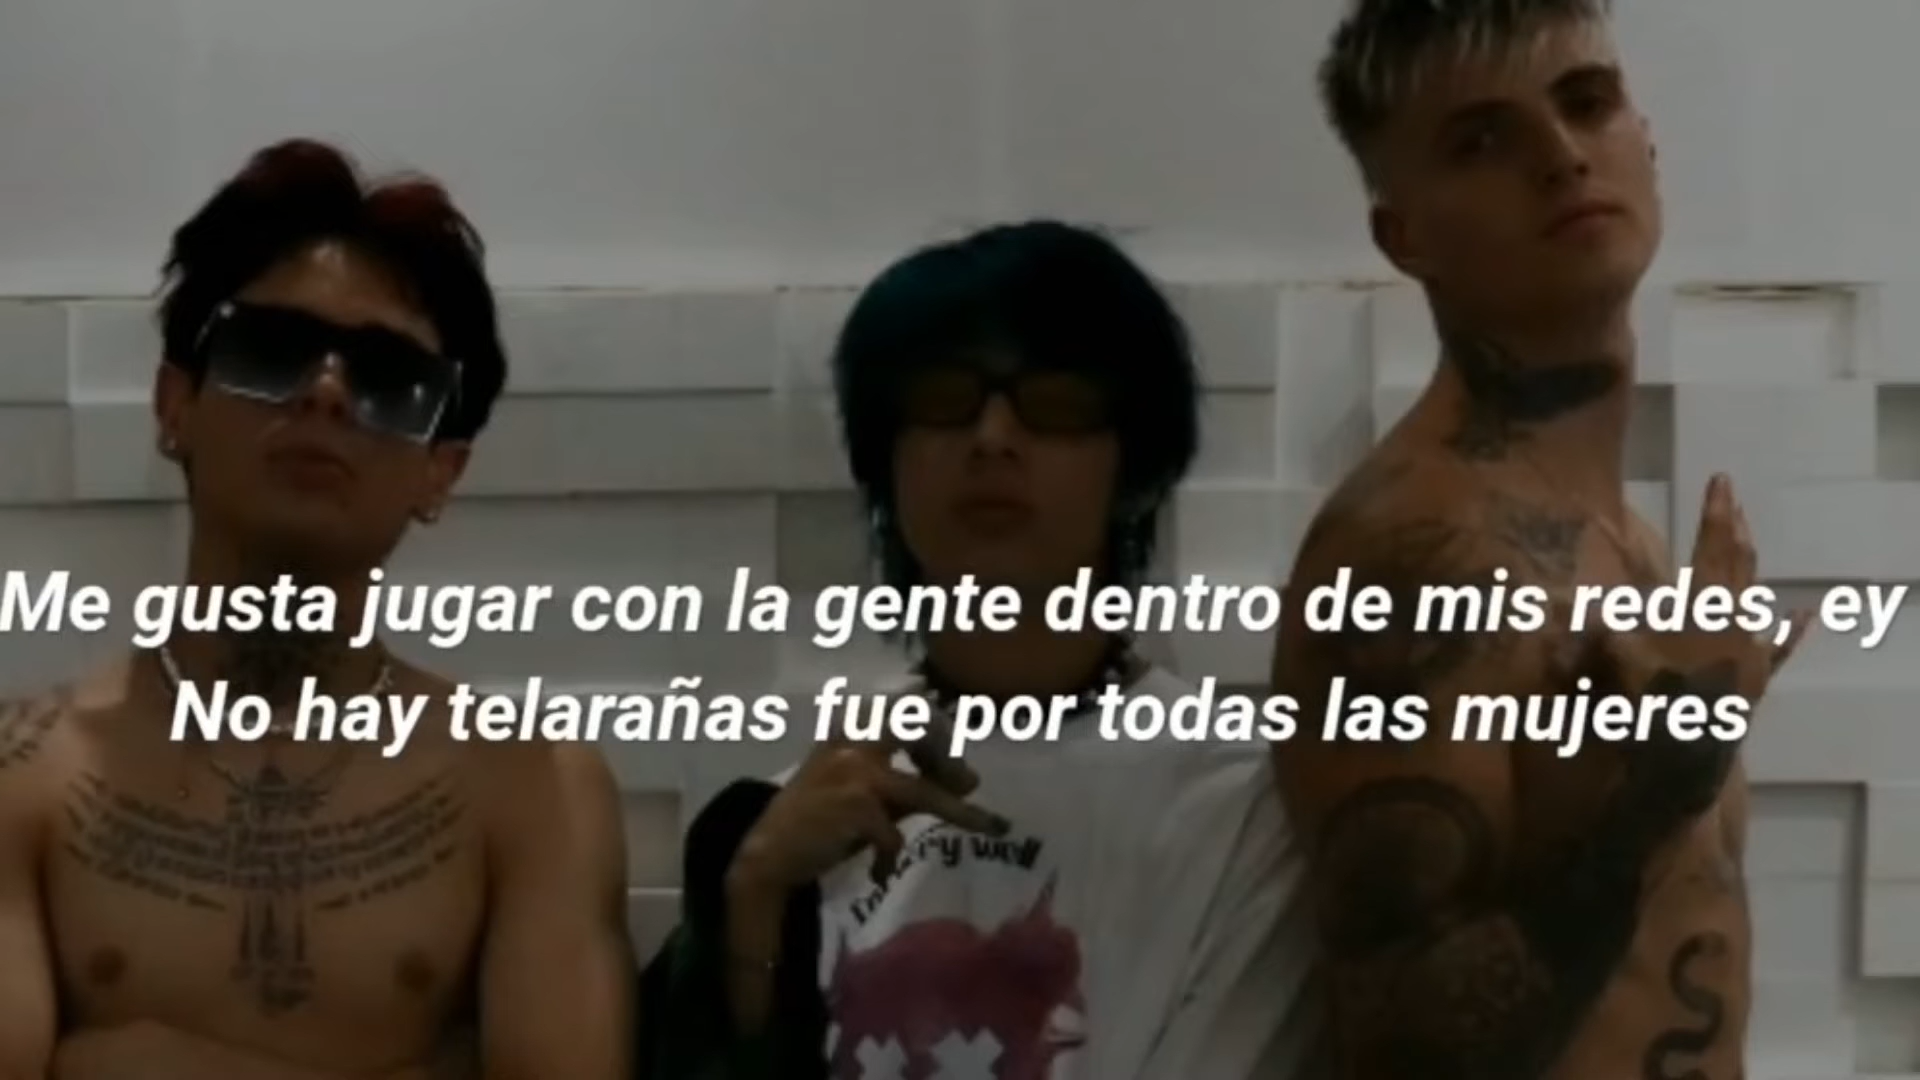 Me gusta jugar con la gente dentro de mis redes, ey
No hay telarañas fue por todas las mujeres
well